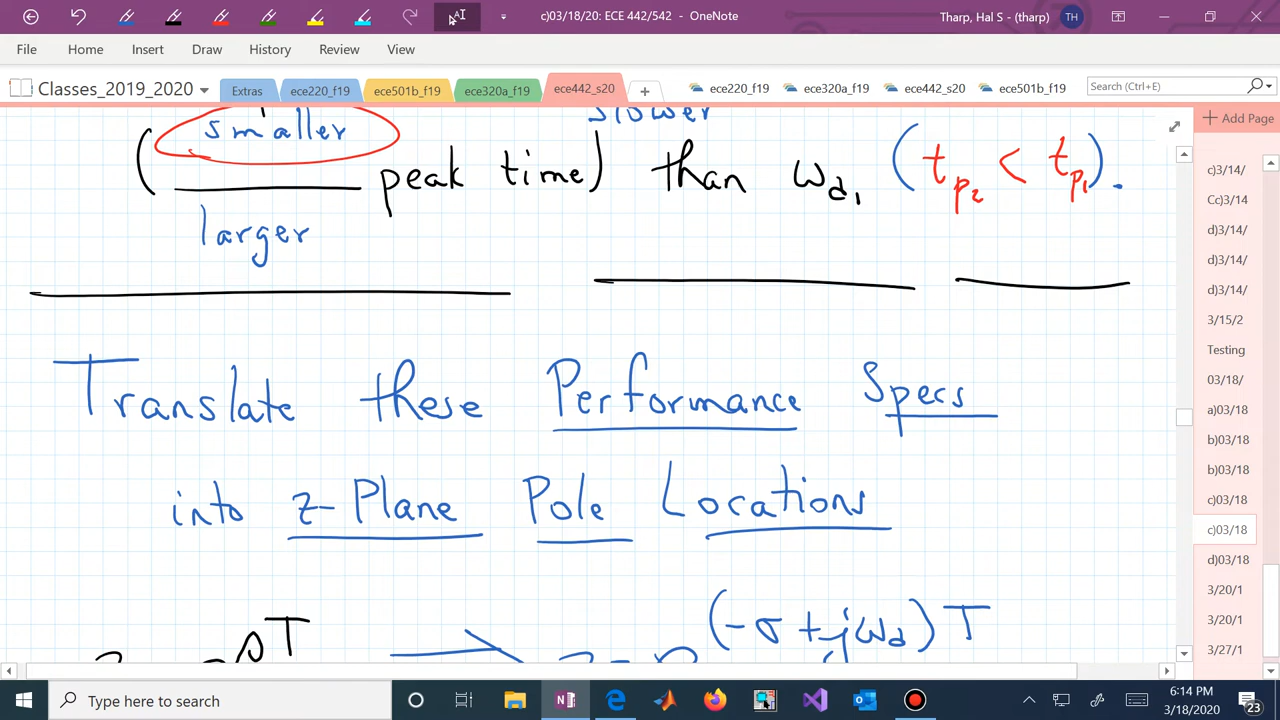 c)03/18/20: ECE 442/542 - OneNote
Tharp, Hal S - (tharp) TH
File Home Insert Draw History Review View
Classes_2019_2020 Extras ece220_f19 ece501b_f19 ece320a_f19 ece442_s20 ece220_f19 ece320a_f19 ece442_s20 ece501b_f19 Search (Ctrl+E)
Add Page
smaller slower
( peak time) than ωd1 (tp2 < tp1).
larger
Translate these Performance Specs
into z-Plane Pole Locations
(-σ + jωd) T
3/14/
Cc)3/14
d)3/14/
d)3/14/
d)3/14/
3/15/2
Testing
03/18/
a)03/18
b)03/18
b)03/18
c)03/18
c)03/18
d)03/18
3/20/1
3/20/1
3/27/1
Type here to search
6:14 PM
3/18/2020
23